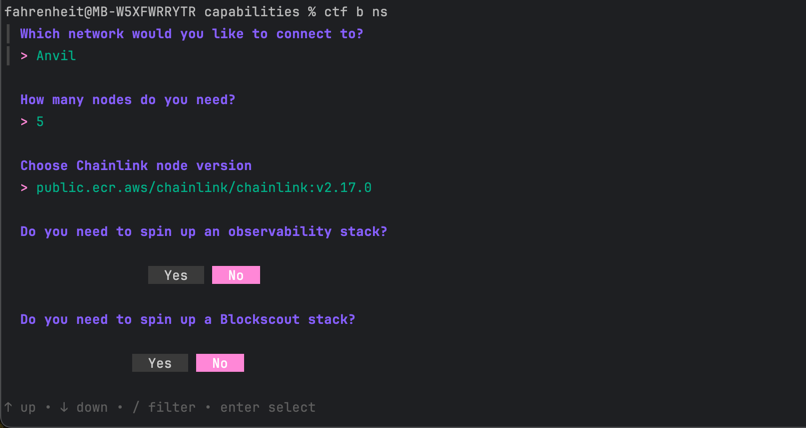 fahrenheit@MB-W5XFWRRYTR capabilities % ctf b ns
Which network would you like to connect to?
> Anvil
How many nodes do you need?
> 5
Choose Chainlink node version
> public.ecr.aws/chainlink/chainlink:v2.17.0
Do you need to spin up an observability stack?
Yes No
Do you need to spin up a Blockscout stack?
Yes No
↑ up • ↓ down • / filter • enter select